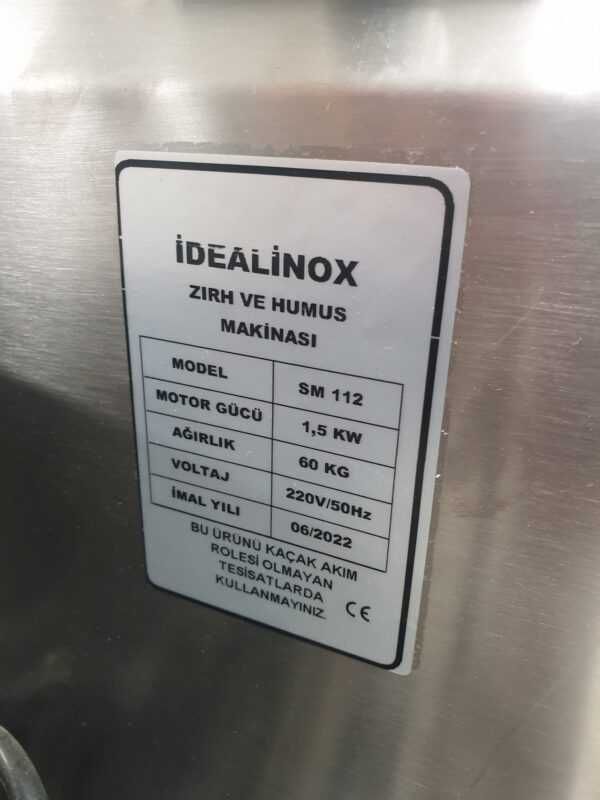 İDEALİNOX
ZIRH VE HUMUS
MAKİNASI
MODEL SM 112
MOTOR GÜCÜ 1,5 KW
AĞIRLIK 60 KG
VOLTAJ 220V/50Hz
İMAL YILI 06/2022
BU ÜRÜNÜ KAÇAK AKIM
ROLESİ OLMAYAN
TESİSATLARDA
KULLANMAYINIZ.
CE